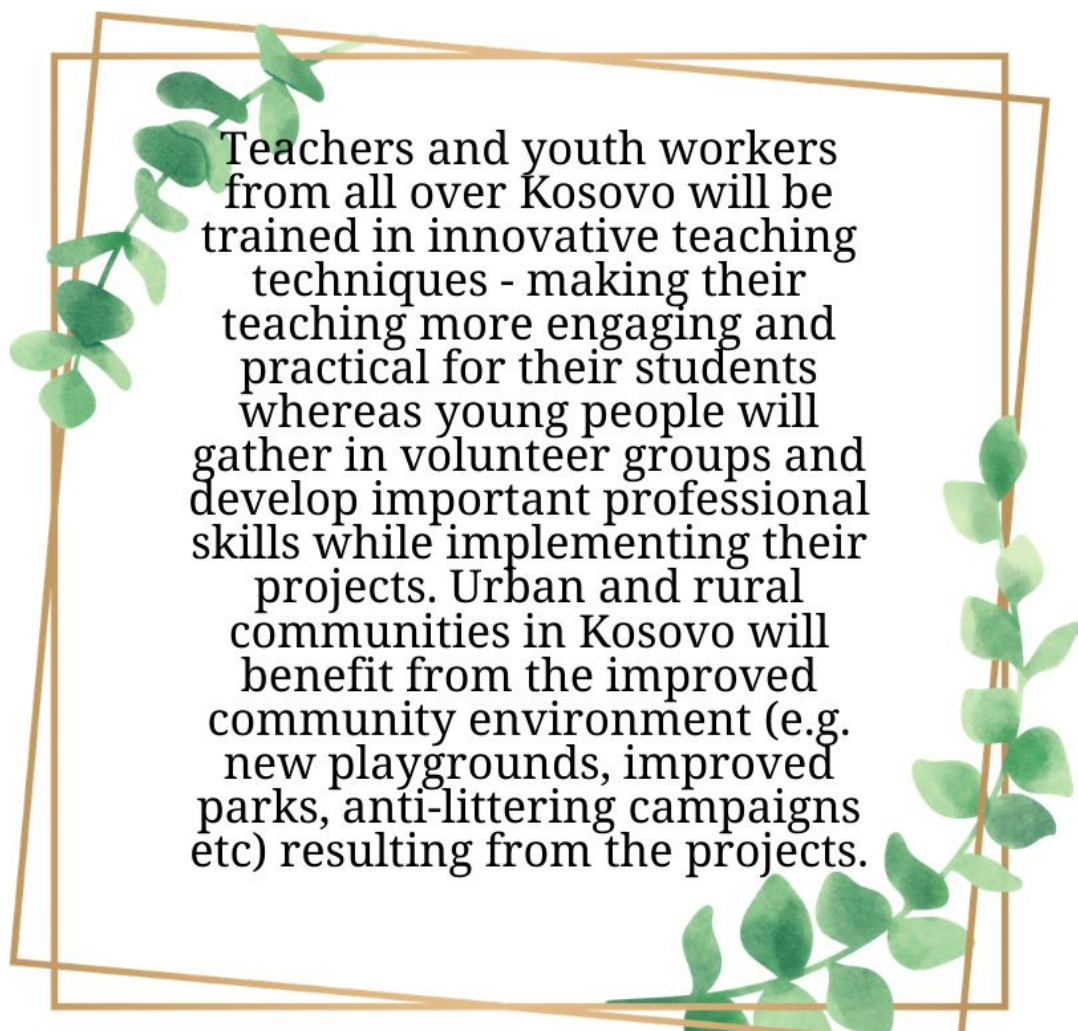 Teachers and youth workers
from all over Kosovo will be
trained in innovative teaching
techniques - making their
teaching more engaging and
practical for their students
whereas young people will
gather in volunteer groups and
develop important professional
skills while implementing their
projects. Urban and rural
communities in Kosovo will
benefit from the improved
community environment (e.g.
new playgrounds, improved
parks, anti-littering campaigns
etc) resulting from the projects.